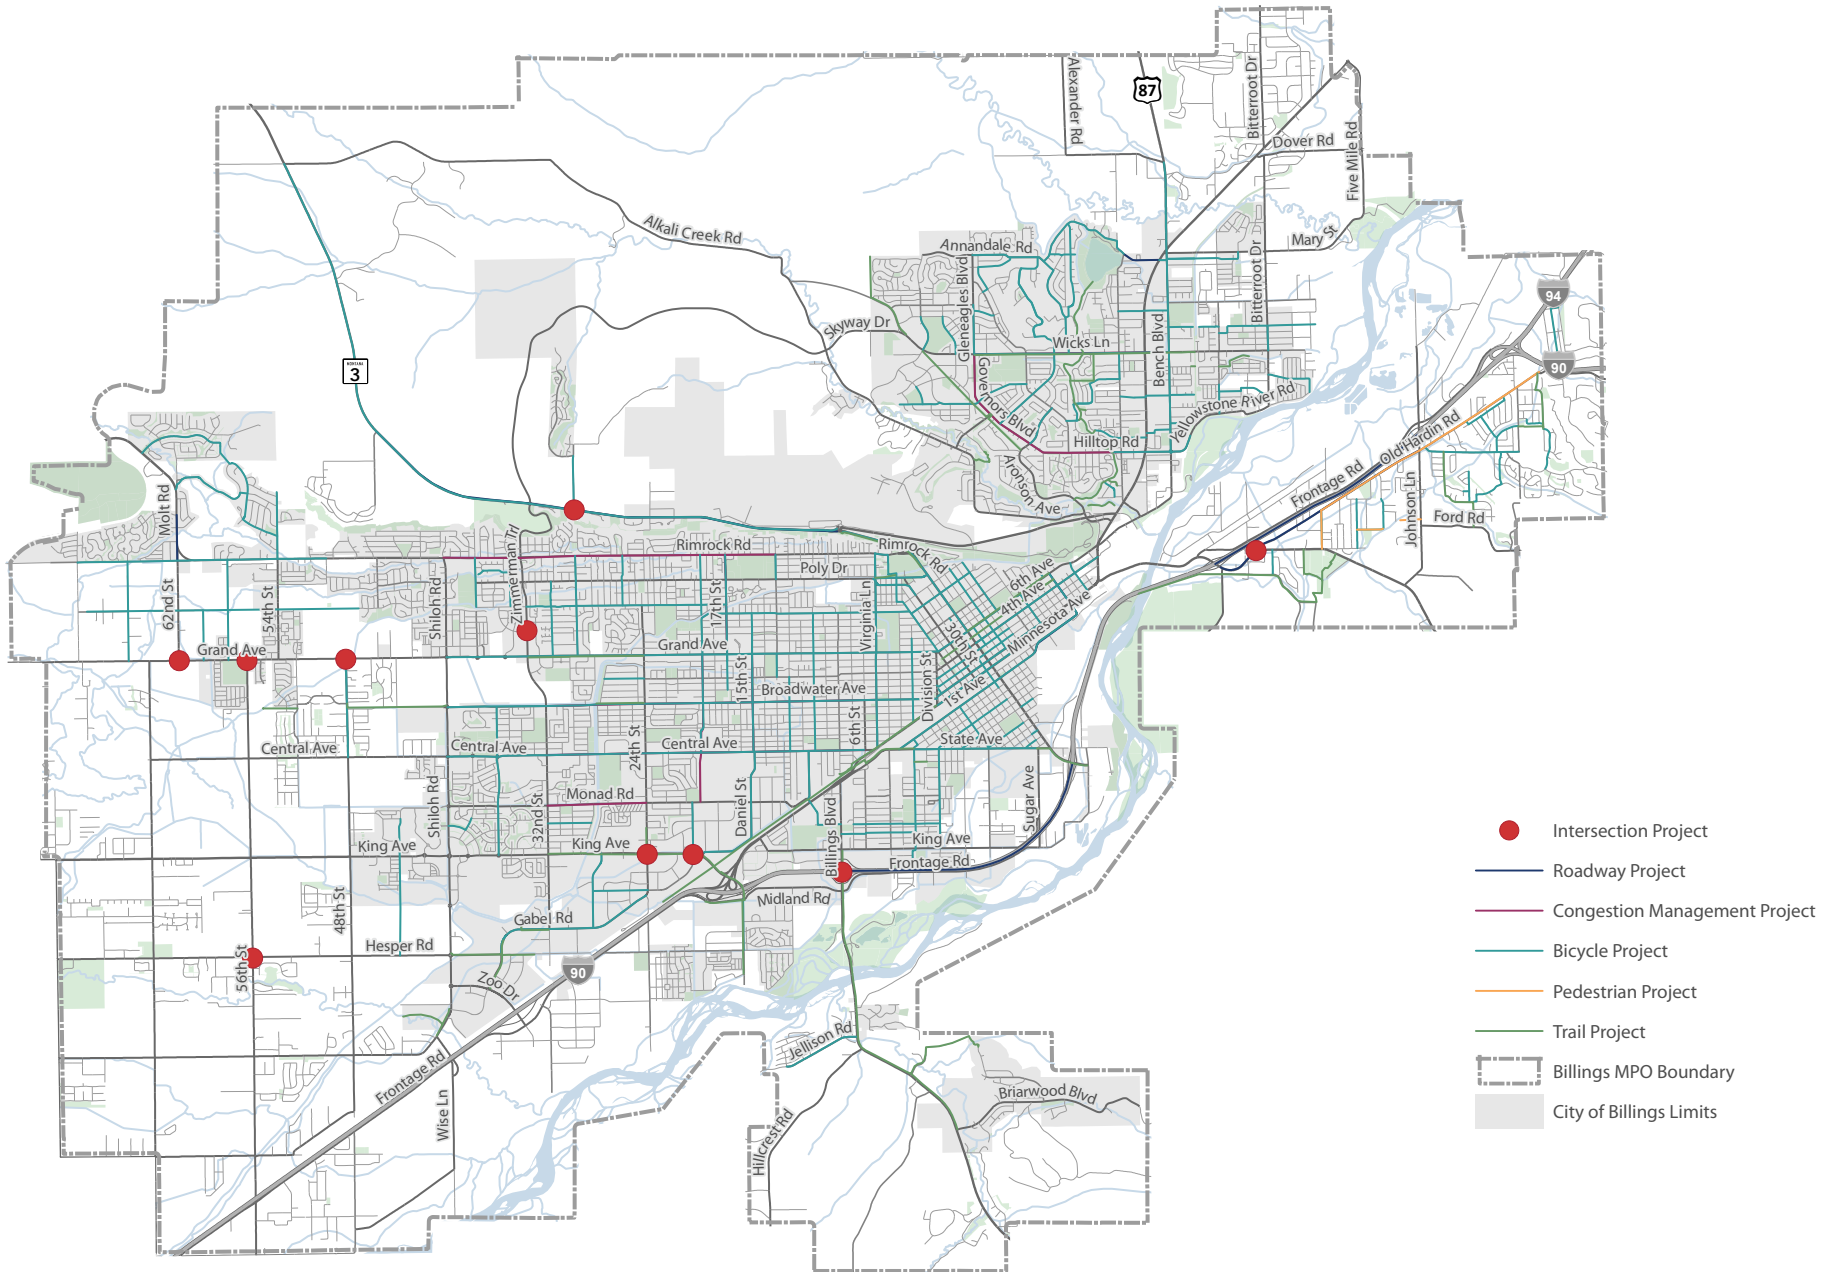 Alexander Rd
87
Bitterroot Dr
Dover Rd
Five Mile Rd
Alkali Creek Rd
Annandale Rd
Mary St
Bitterroot Dr
94
Skyway Dr
Gleneagles Blvd
Wicks Ln
Bench Blvd
MONTANA
3
90
Governors Blvd
Yellowstone River Rd
Hilltop Rd
Old Hardin Rd
Frontage Rd
Aronson Ave
Johnson Ln
Ford Rd
Molt Rd
Zimmerman Trl
Rimrock Rd
Rimrock Rd
Poly Dr
6th Ave
4th Ave
Minnesota Ave
62nd St
54th St
Shiloh Rd
17th St
Virginia Ln
30th St
Grand Ave
Grand Ave
15th St
Broadwater Ave
Division St
1st Ave
6th St
Central Ave
Central Ave
24th St
Central Ave
State Ave
Shiloh Rd
32nd St
Monad Rd
Daniel St
Billings Blvd
Sugar Ave
King Ave
King Ave
King Ave
Frontage Rd
48th St
Gabel Rd
Midland Rd
Hesper Rd
56th St
90
Zoo Dr
Jellison Rd
Frontage Rd
Wise Ln
Briarwood Blvd
Hillcrest Rd
Intersection Project
Roadway Project
Congestion Management Project
Bicycle Project
Pedestrian Project
Trail Project
Billings MPO Boundary
City of Billings Limits